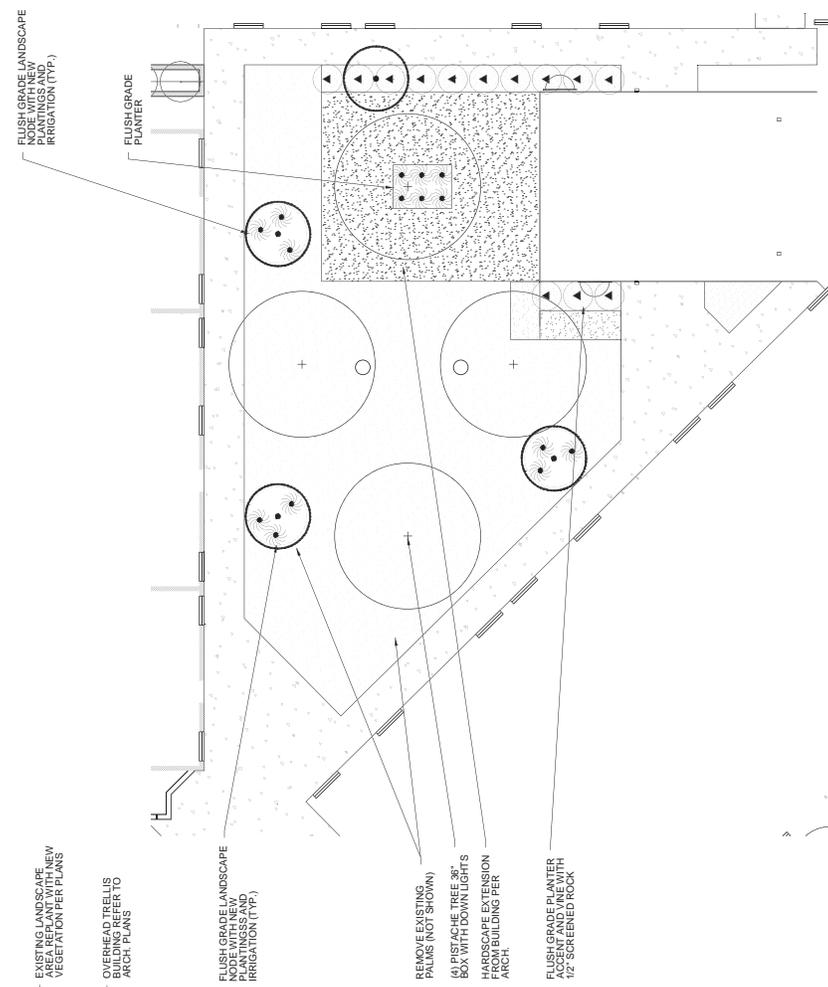 FLUSH GRADE LANDSCAPE
NODE WITH NEW
PLANTINGS AND
IRRIGATION (TYP.)
FLUSH GRADE
PLANTER
EXISTING LANDSCAPE
AREA REPLANT WITH NEW
VEGETATION PER PLANS
OVERHEAD TRELLIS
BUILDING REFER TO
ARCH. PLANS
FLUSH GRADE LANDSCAPE
NODE WITH NEW
PLANTINGSS AND
IRRIGATION (TYP.)
REMOVE EXISTING
PALMS (NOT SHOWN)
(4) PISTACHE TREE 36"
BOX WITH DOWN LIGHTS
HARDSCAPE EXTENSION
FROM BUILDING PER
ARCH.
FLUSH GRADE PLANTER
ACCENT AND VINE WITH
1/2" SCREENED ROCK